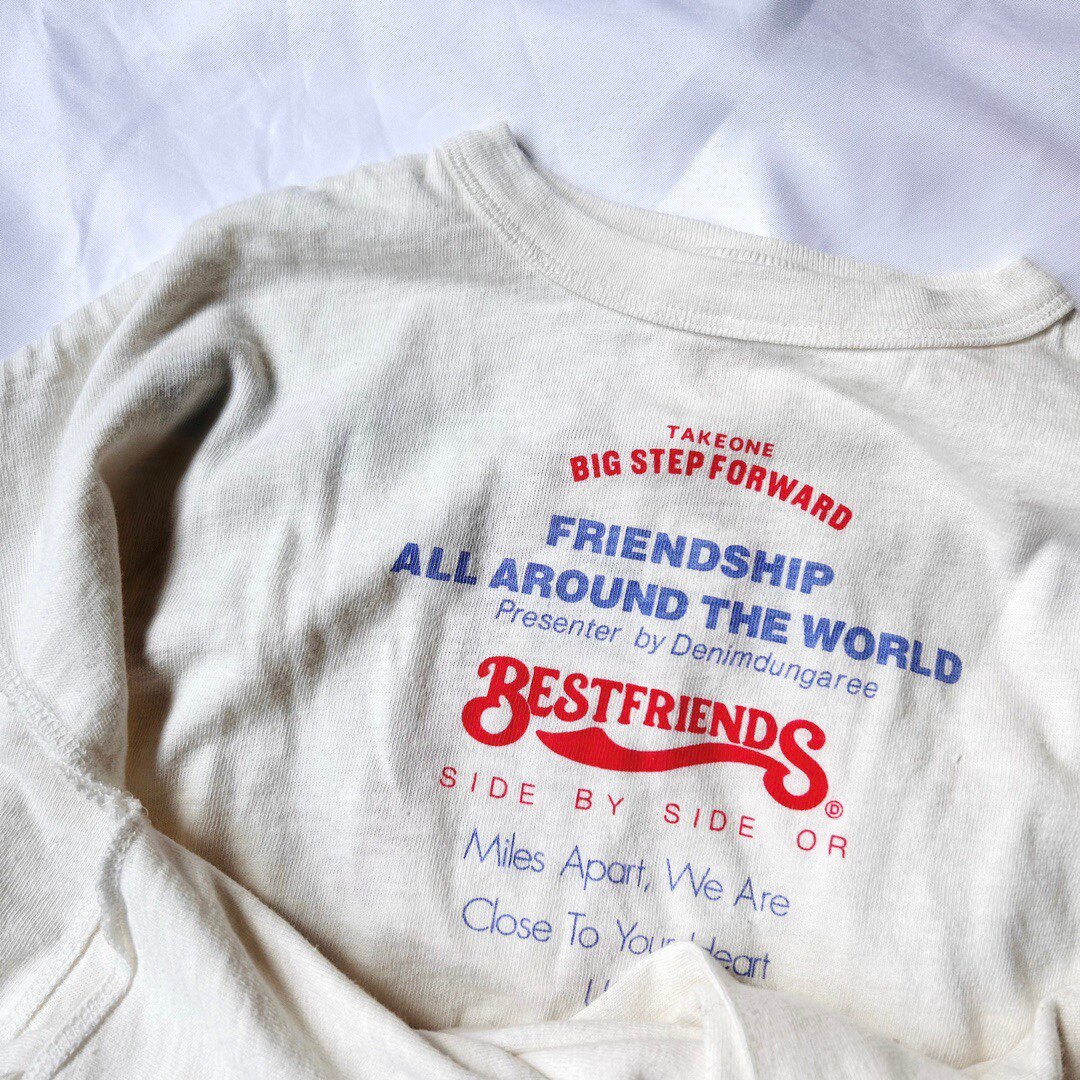 TAKEONE
BIG STEP FORWARD
FRIENDSHIP
ALL AROUND THE WORLD
Presenter by Denimdungaree
BESTFRIENDS
SIDE BY SIDE OR
Miles Apart, We Are
Close To Your Heart